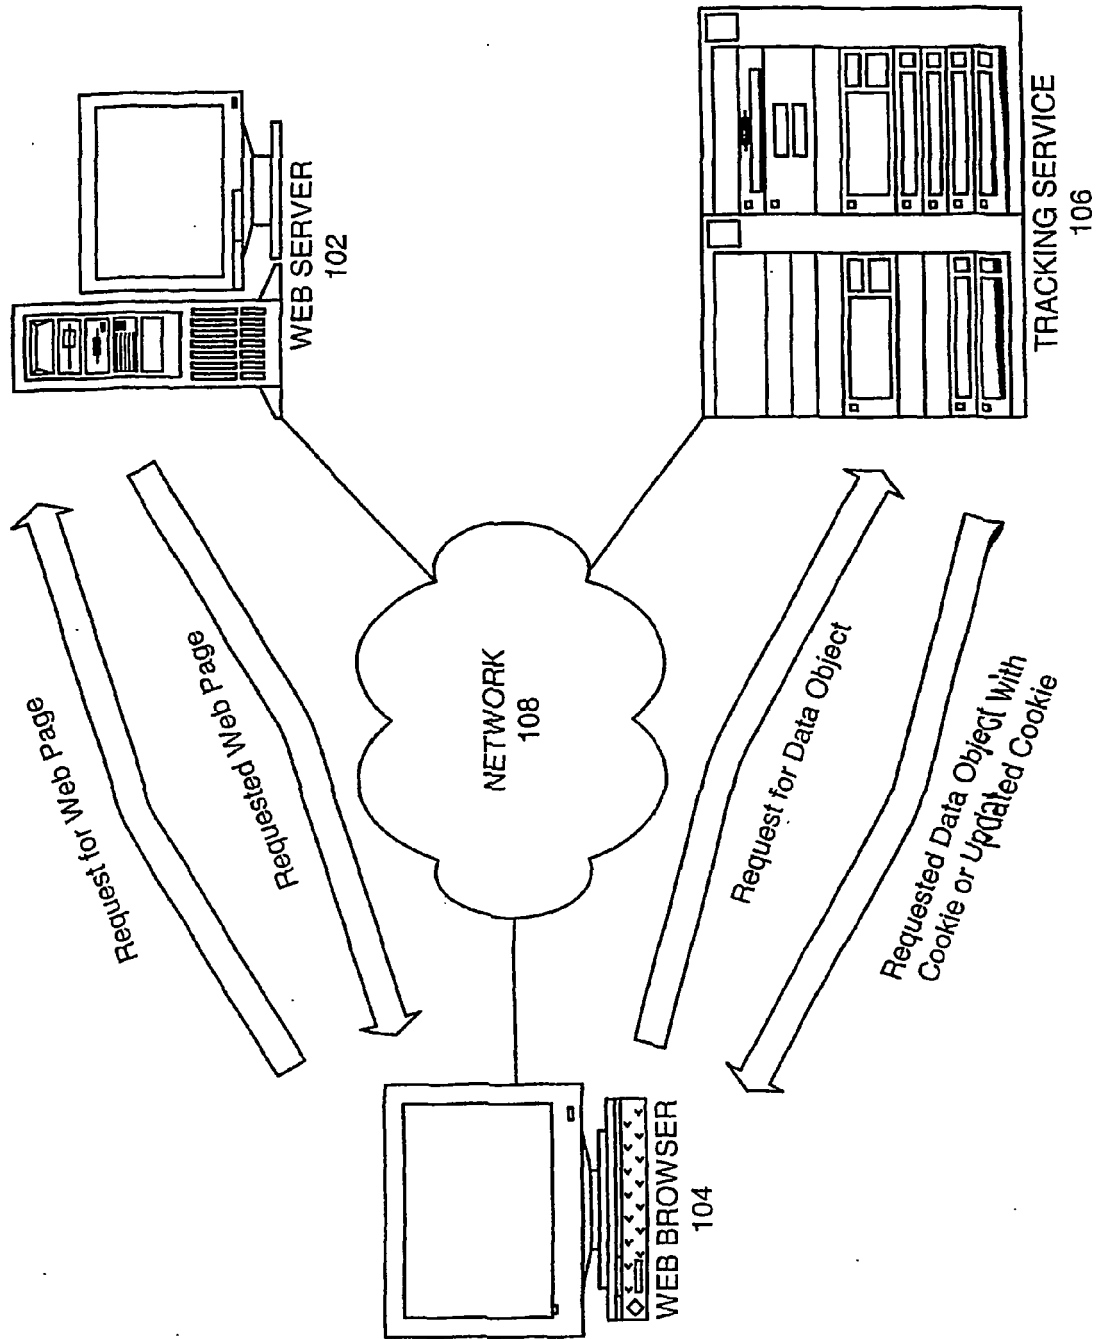 WEB SERVER
102
Request for Web Page
Requested Web Page
NETWORK
108
WEB BROWSER
104
Request for Data Object
Requested Data Object With
Cookie or Updated Cookie
TRACKING SERVICE
106